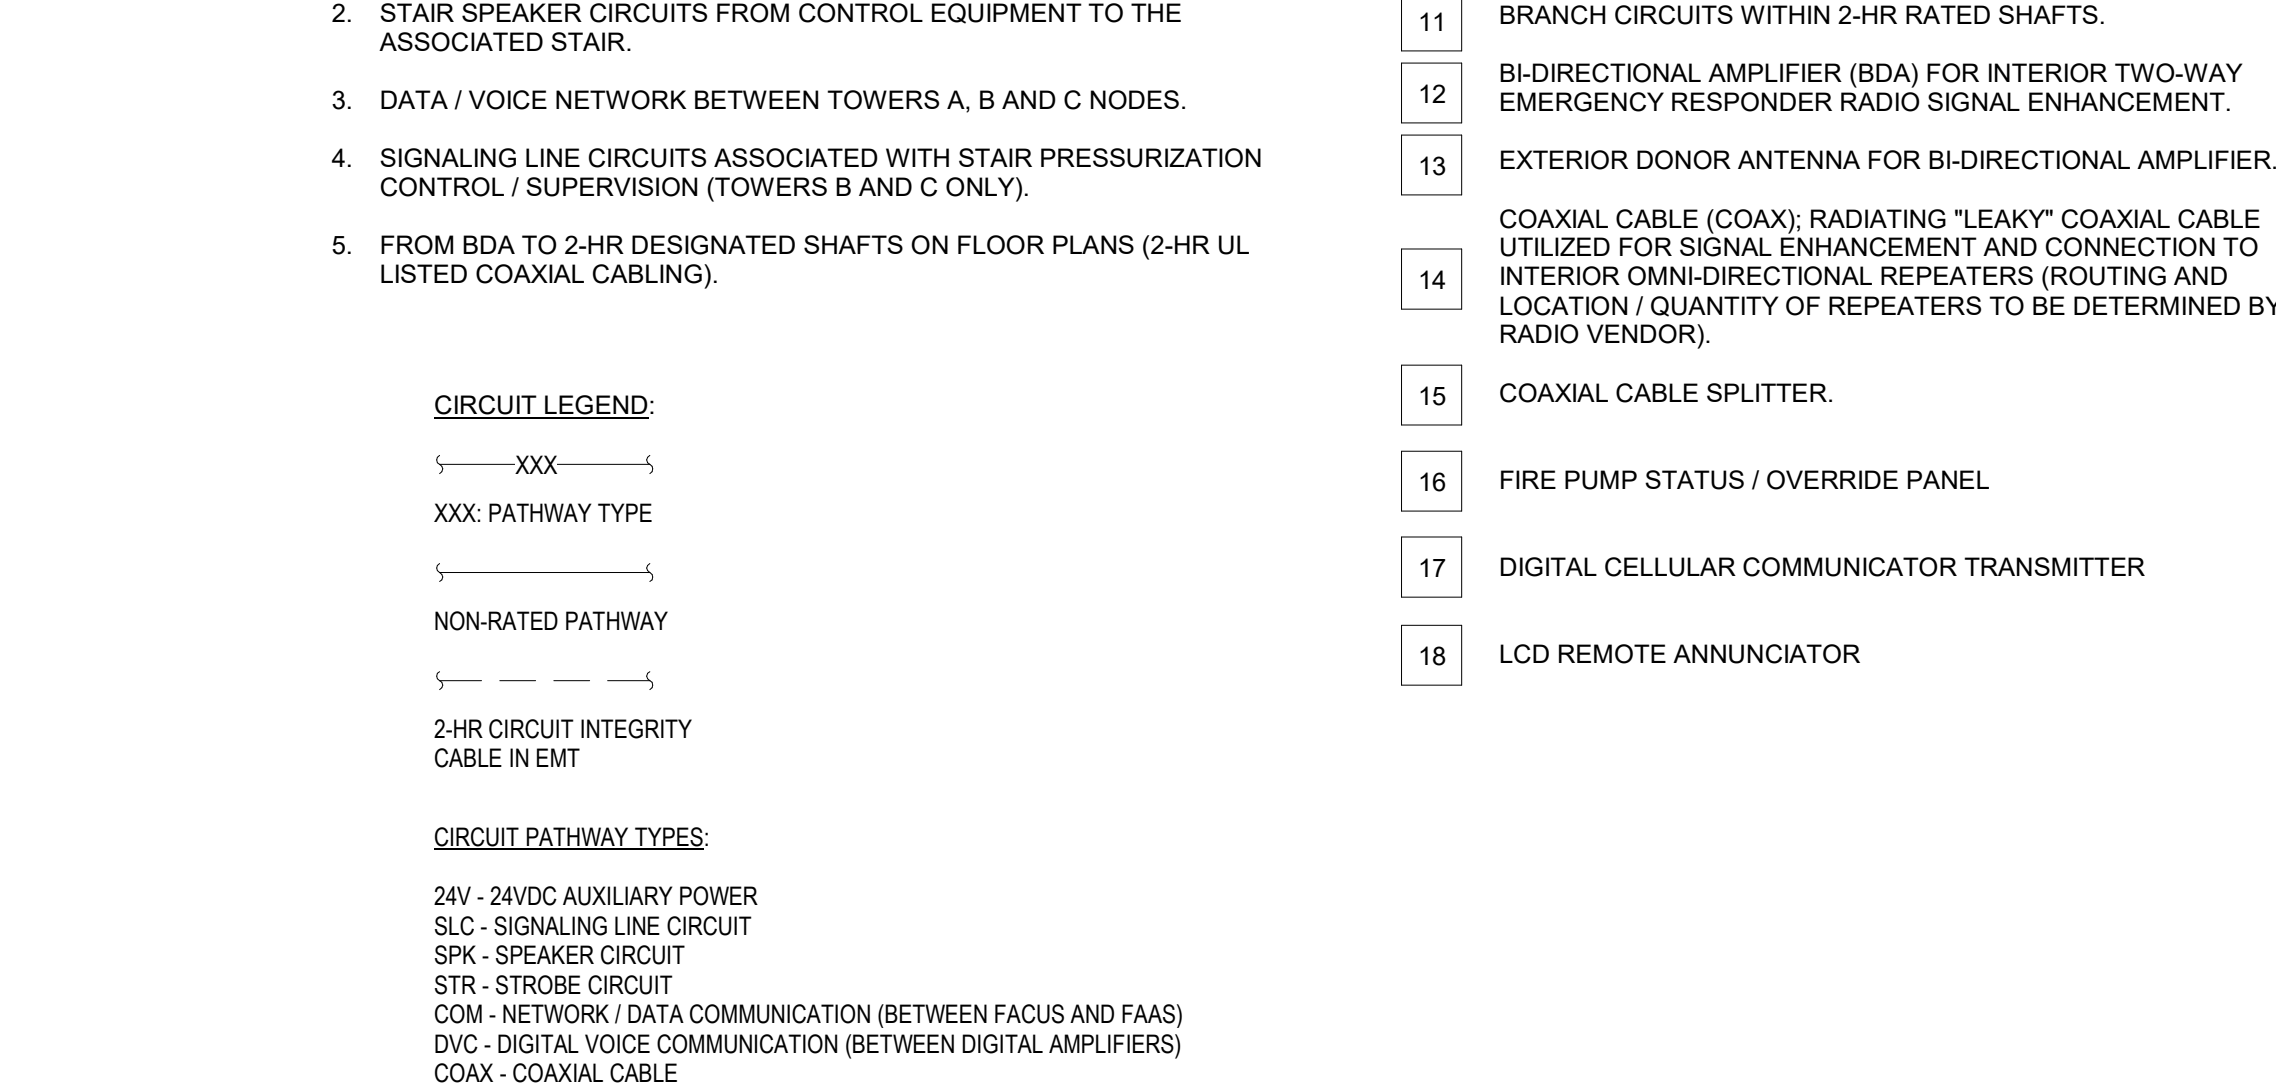 2. STAIR SPEAKER CIRCUITS FROM CONTROL EQUIPMENT TO THE
ASSOCIATED STAIR.
3. DATA / VOICE NETWORK BETWEEN TOWERS A, B AND C NODES.
4. SIGNALING LINE CIRCUITS ASSOCIATED WITH STAIR PRESSURIZATION
CONTROL / SUPERVISION (TOWERS B AND C ONLY).
5. FROM BDA TO 2-HR DESIGNATED SHAFTS ON FLOOR PLANS (2-HR UL
LISTED COAXIAL CABLING).
CIRCUIT LEGEND:
XXX
XXX: PATHWAY TYPE
NON-RATED PATHWAY
2-HR CIRCUIT INTEGRITY
CABLE IN EMT
CIRCUIT PATHWAY TYPES:
24V - 24VDC AUXILIARY POWER
SLC - SIGNALING LINE CIRCUIT
SPK - SPEAKER CIRCUIT
STR - STROBE CIRCUIT
COM - NETWORK / DATA COMMUNICATION (BETWEEN FACUS AND FAAS)
DVC - DIGITAL VOICE COMMUNICATION (BETWEEN DIGITAL AMPLIFIERS)
COAX - COAXIAL CABLE
11 BRANCH CIRCUITS WITHIN 2-HR RATED SHAFTS.
12 BI-DIRECTIONAL AMPLIFIER (BDA) FOR INTERIOR TWO-WAY
EMERGENCY RESPONDER RADIO SIGNAL ENHANCEMENT.
13 EXTERIOR DONOR ANTENNA FOR BI-DIRECTIONAL AMPLIFIER.
14 COAXIAL CABLE (COAX); RADIATING "LEAKY" COAXIAL CABLE
UTILIZED FOR SIGNAL ENHANCEMENT AND CONNECTION TO
INTERIOR OMNI-DIRECTIONAL REPEATERS (ROUTING AND
LOCATION / QUANTITY OF REPEATERS TO BE DETERMINED BY
RADIO VENDOR).
15 COAXIAL CABLE SPLITTER.
16 FIRE PUMP STATUS / OVERRIDE PANEL
17 DIGITAL CELLULAR COMMUNICATOR TRANSMITTER
18 LCD REMOTE ANNUNCIATOR